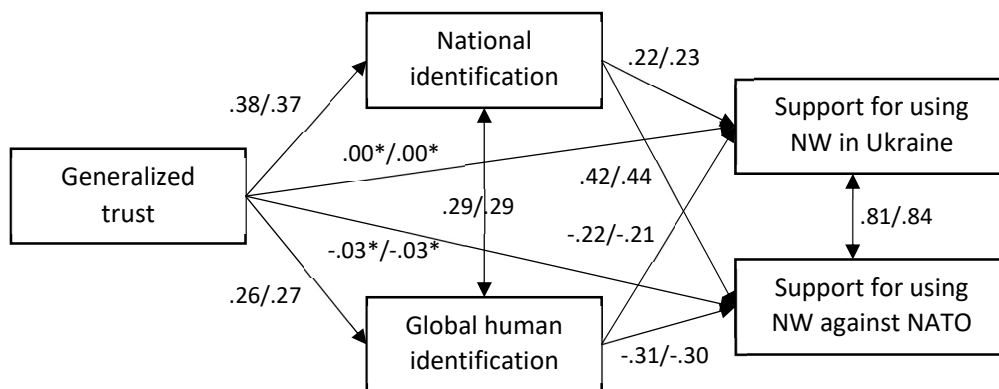 National
identification
.22/.23
.38/.37
Support for using
NW in Ukraine
.00*/.00*
Generalized
trust
.42/.44
.29/.29
.81/.84
-.22/-.21
-.03*/-.03*
.26/.27
Support for using
NW against NATO
Global human
identification
-.31/-.30